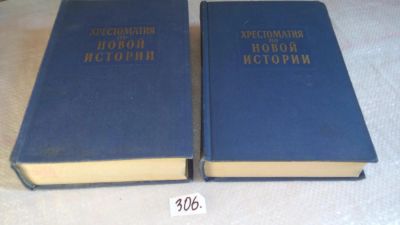 ХРЕСТОМАТИЯ
ПО
НОВОЙ
ИСТОРИИ
ХРЕСТОМАТИЯ
ПО
НОВОЙ
ИСТОРИИ
306.